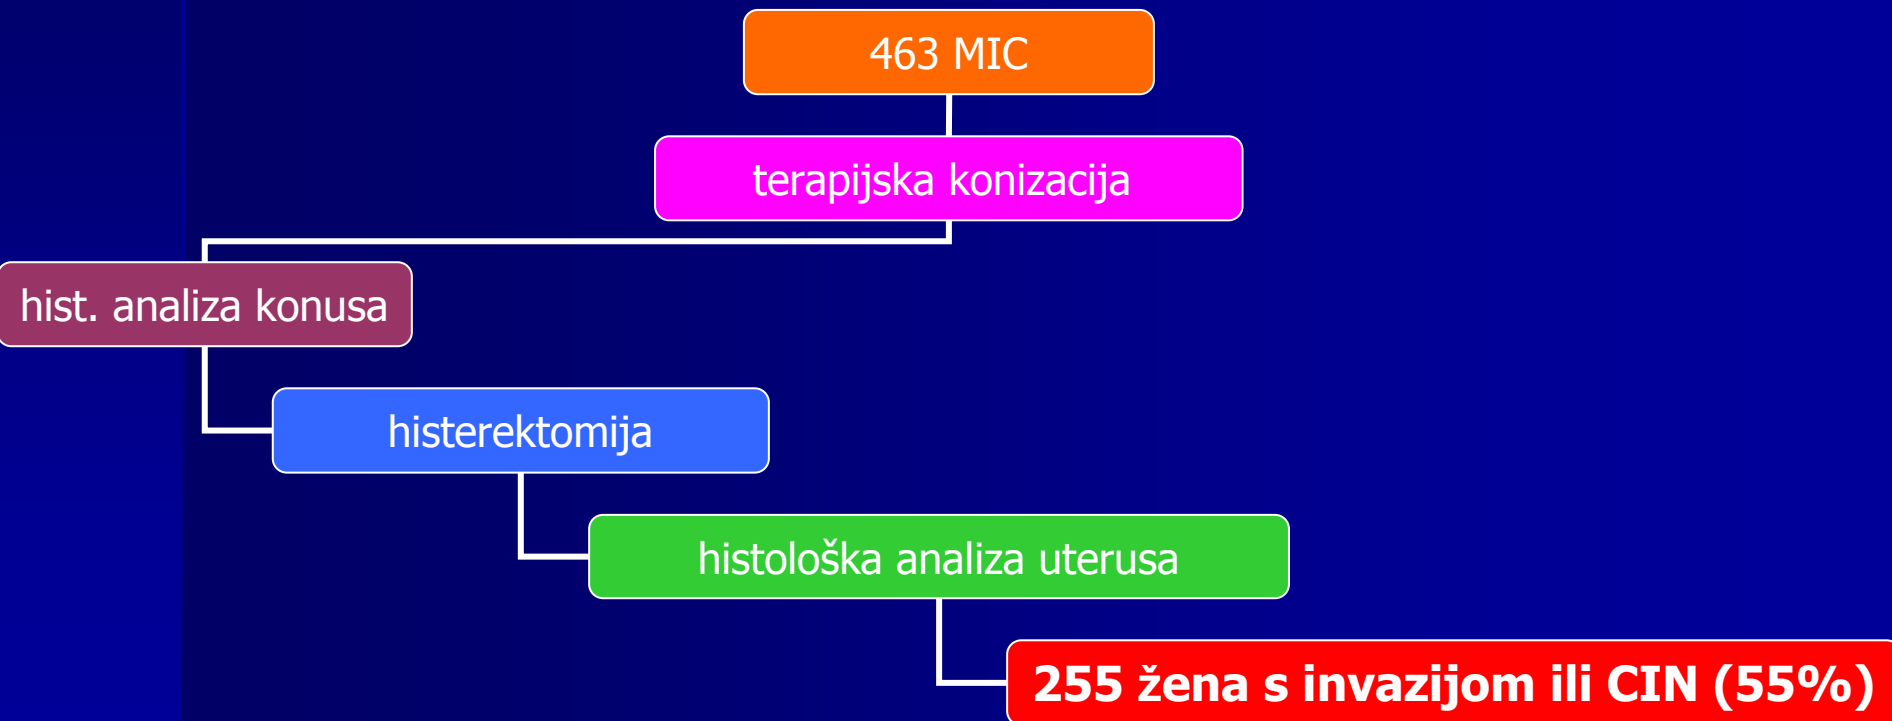 463 MIC
terapijska konizacija
hist. analiza konusa
histerektomija
histološka analiza uterusa
255 žena s invazijom ili CIN (55%)